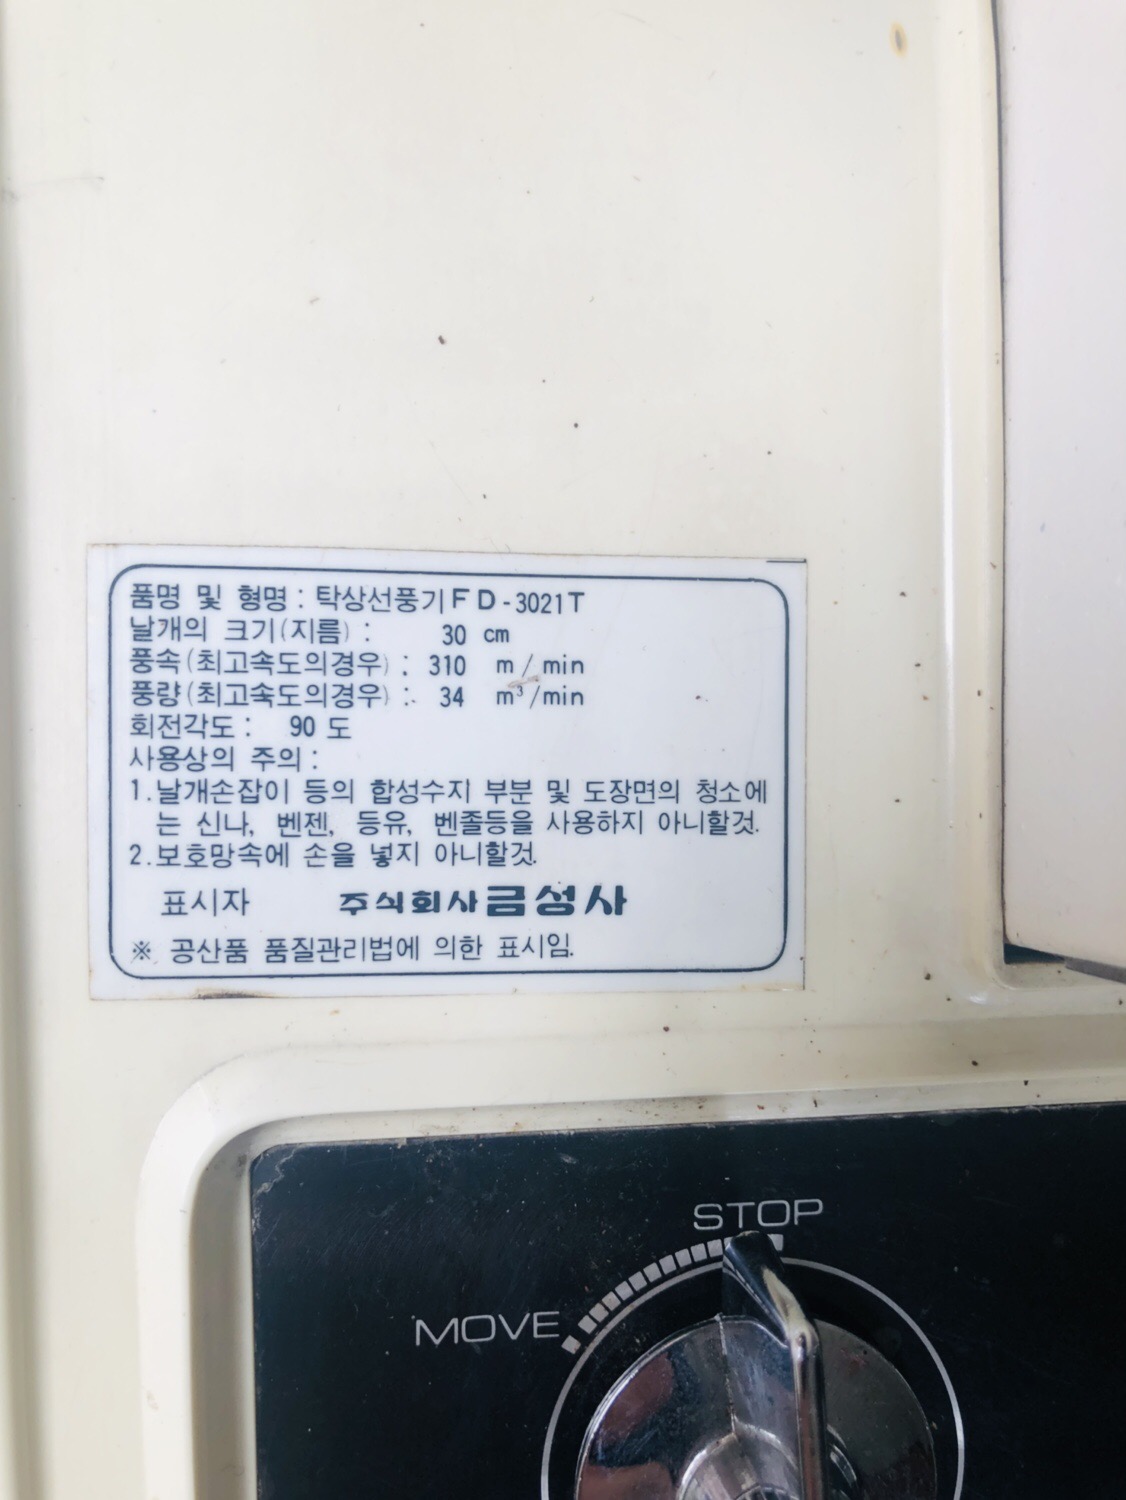 품명 및 형명 : 탁상선풍기 FD-3021T
날개의 크기(지름) : 30 cm
풍속(최고속도의경우) : 310 m/min
풍량(최고속도의경우) : 34 m³/min
회전각도 : 90 도
사용상의 주의 :
1.날개손잡이 등의 합성수지 부분 및 도장면의 청소에
는 신나, 벤젠, 등유, 벤졸등을 사용하지 아니할것.
2.보호망속에 손을 넣지 아니할것.
표시자 주식회사금성사
※ 공산품 품질관리법에 의한 표시임.
STOP
MOVE